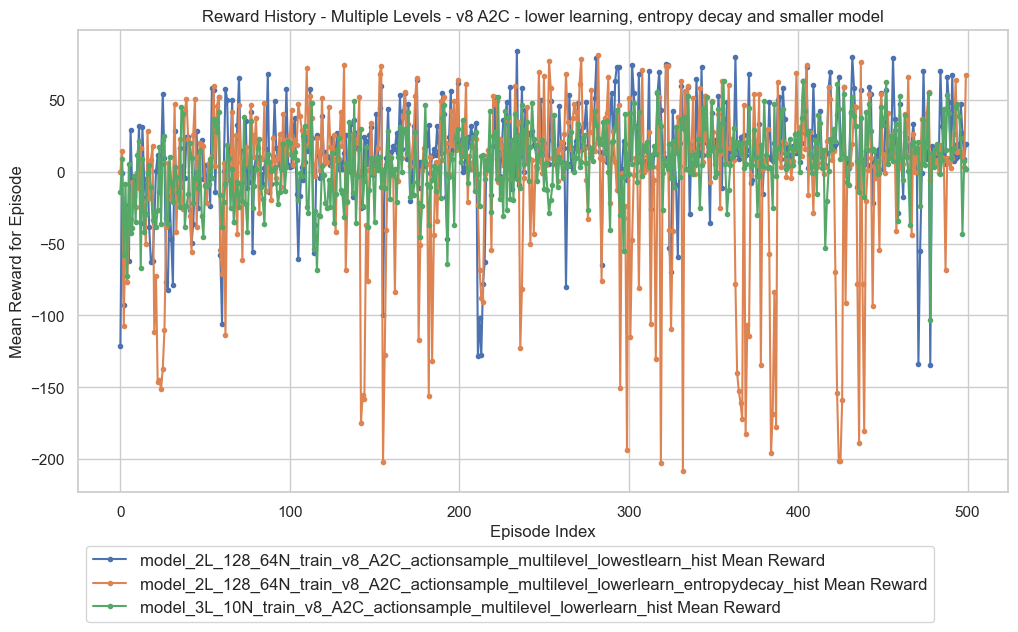 Reward History - Multiple Levels - v8 A2C - lower learning, entropy decay and smaller model
Mean Reward for Episode
50
0
−50
−100
−150
−200
0 100 200 300 400 500
Episode Index
model_2L_128_64N_train_v8_A2C_actionsample_multilevel_lowestlearn_hist Mean Reward
model_2L_128_64N_train_v8_A2C_actionsample_multilevel_lowerlearn_entropydecay_hist Mean Reward
model_3L_10N_train_v8_A2C_actionsample_multilevel_lowerlearn_hist Mean Reward